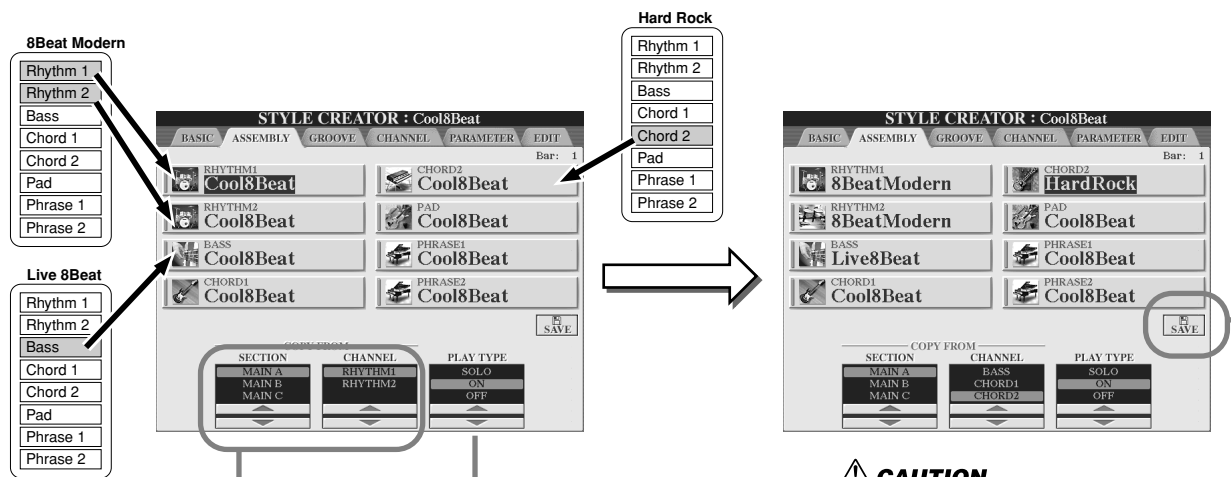 8Beat Modern
Rhythm 1
Rhythm 2
Bass
Chord 1
Chord 2
Pad
Phrase 1
Phrase 2
Live 8Beat
Rhythm 1
Rhythm 2
Bass
Chord 1
Chord 2
Pad
Phrase 1
Phrase 2
STYLE CREATOR : Cool8Beat
BASIC ASSEMBLY GROOVE CHANNEL PARAMETER EDIT
Bar: 1
RHYTHM1
Cool8Beat
CHORD2
Cool8Beat
RHYTHM2
Cool8Beat
PAD
Cool8Beat
BASS
Cool8Beat
PHRASE1
Cool8Beat
CHORD1
Cool8Beat
PHRASE2
Cool8Beat
SAVE
COPY FROM
SECTION CHANNEL PLAY TYPE
MAIN A RHYTHM1 SOLO
MAIN B RHYTHM2 ON
MAIN C OFF
Hard Rock
Rhythm 1
Rhythm 2
Bass
Chord 1
Chord 2
Pad
Phrase 1
Phrase 2
STYLE CREATOR : Cool8Beat
BASIC ASSEMBLY GROOVE CHANNEL PARAMETER EDIT
Bar: 1
RHYTHM1
8BeatModern
CHORD2
HardRock
RHYTHM2
8BeatModern
PAD
Cool8Beat
BASS
Live8Beat
PHRASE1
Cool8Beat
CHORD1
Cool8Beat
PHRASE2
Cool8Beat
SAVE
COPY FROM
SECTION CHANNEL PLAY TYPE
MAIN A BASS SOLO
MAIN B CHORD1 ON
MAIN C CHORD2 OFF
CAUTION